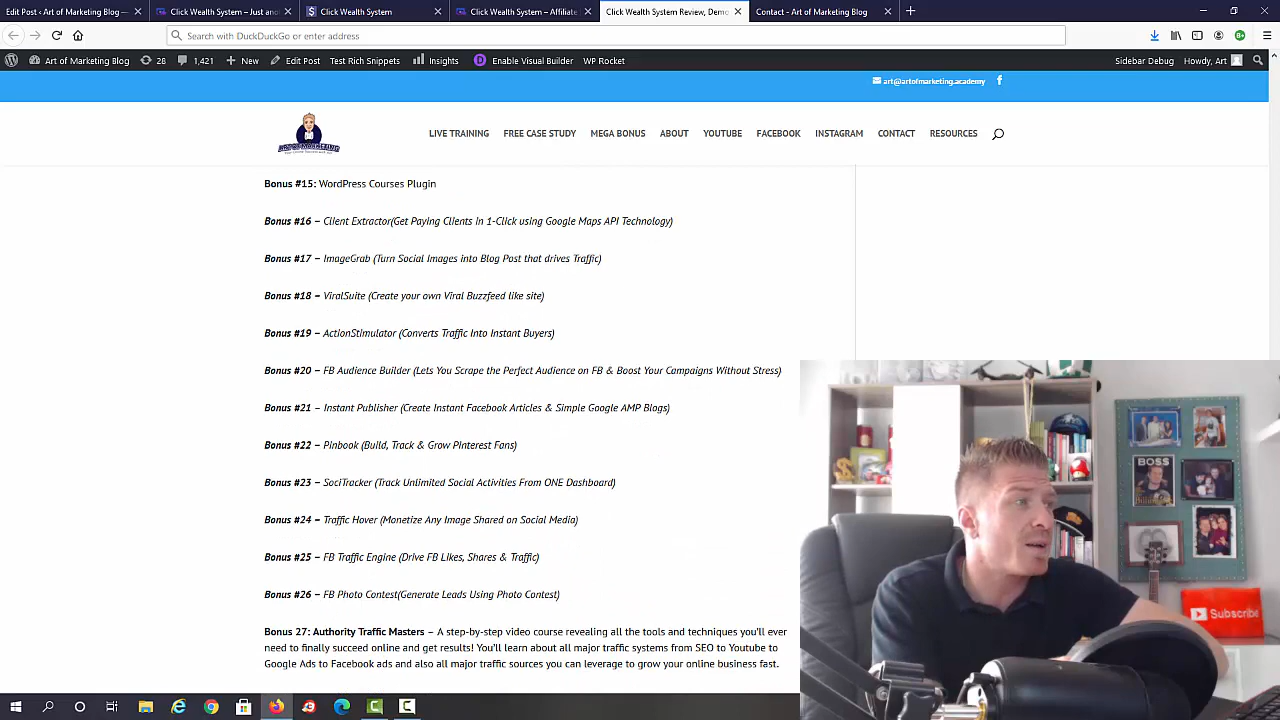 Edit Post ‹ Art of Marketing Blog —
Click Wealth System – Just ano
Click Wealth System
Click Wealth System – Affiliate
Click Wealth System Review, Demo
Contact - Art of Marketing Blog
Search with DuckDuckGo or enter address
Art of Marketing Blog
28
1,421
New
Edit Post
Test Rich Snippets
Insights
Enable Visual Builder
WP Rocket
Sidebar Debug
Howdy, Art
art@artofmarketing.academy
ART OF MARKETING
LIVE TRAINING
FREE CASE STUDY
MEGA BONUS
ABOUT
YOUTUBE
FACEBOOK
INSTAGRAM
CONTACT
RESOURCES
Bonus #15: WordPress Courses Plugin
Bonus #16 – Client Extractor(Get Paying Clients In 1-Click using Google Maps API Technology)
Bonus #17 – ImageGrab (Turn Social Images into Blog Post that drives Traffic)
Bonus #18 – ViralSuite (Create your own Viral Buzzfeed like site)
Bonus #19 – ActionStimulator (Converts Traffic Into Instant Buyers)
Bonus #20 – FB Audience Builder (Lets You Scrape the Perfect Audience on FB & Boost Your Campaigns Without Stress)
Bonus #21 – Instant Publisher (Create Instant Facebook Articles & Simple Google AMP Blogs)
Bonus #22 – Pinbook (Build, Track & Grow Pinterest Fans)
Bonus #23 – SociTracker (Track Unlimited Social Activities From ONE Dashboard)
Bonus #24 – Traffic Hover (Monetize Any Image Shared on Social Media)
Bonus #25 – FB Traffic Engine (Drive FB Likes, Shares & Traffic)
Bonus #26 – FB Photo Contest(Generate Leads Using Photo Contest)
Bonus 27: Authority Traffic Masters – A step-by-step video course revealing all the tools and techniques you'll ever
need to finally succeed online and get results! You'll learn about all major traffic systems from SEO to Youtube to
Google Ads to Facebook ads and also all major traffic sources you can leverage to grow your online business fast.
BOSS
Subscribe